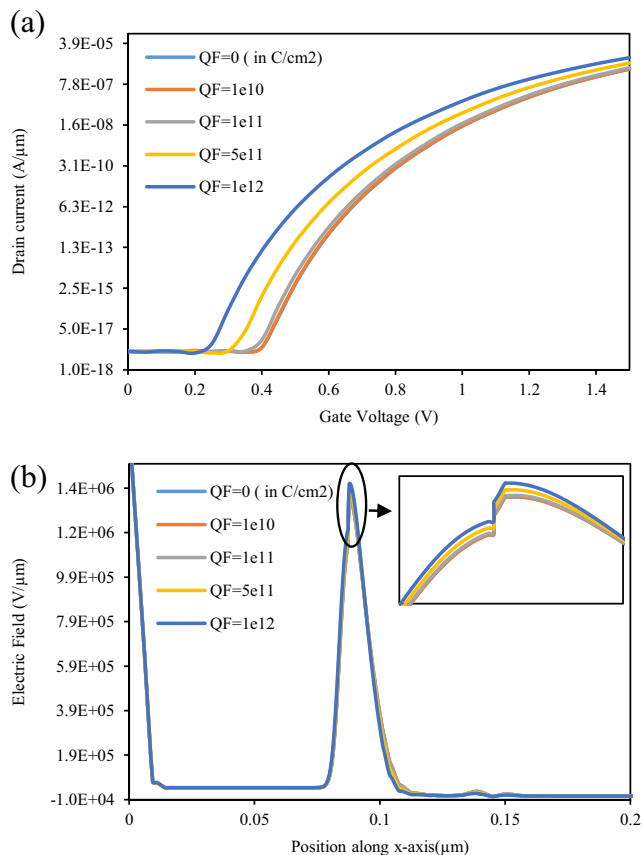 (a)
3.9E-05
7.8E-07
1.6E-08
3.1E-10
6.3E-12
1.3E-13
2.5E-15
5.0E-17
1.0E-18
Drain current (A/µm)
QF=0 ( in C/cm2)
QF=1e10
QF=1e11
QF=5e11
QF=1e12
0 0.2 0.4 0.6 0.8 1 1.2 1.4
Gate Voltage (V)
(b)
1.4E+06
1.2E+06
9.9E+05
7.9E+05
5.9E+05
3.9E+05
1.9E+05
-1.0E+04
Electric Field (V/µm)
QF=0 ( in C/cm2)
QF=1e10
QF=1e11
QF=5e11
QF=1e12
0 0.05 0.1 0.15 0.2
Position along x-axis(µm)